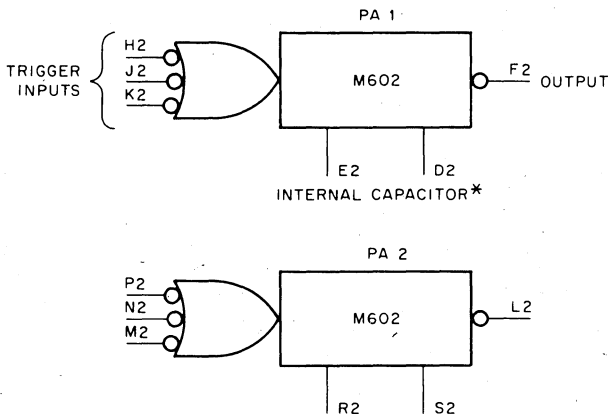 PA 1
H2
J2
K2
TRIGGER
INPUTS
M602
F2 OUTPUT
E2 D2
INTERNAL CAPACITOR*
PA 2
P2
N2
M2
M602
L2
R2 S2